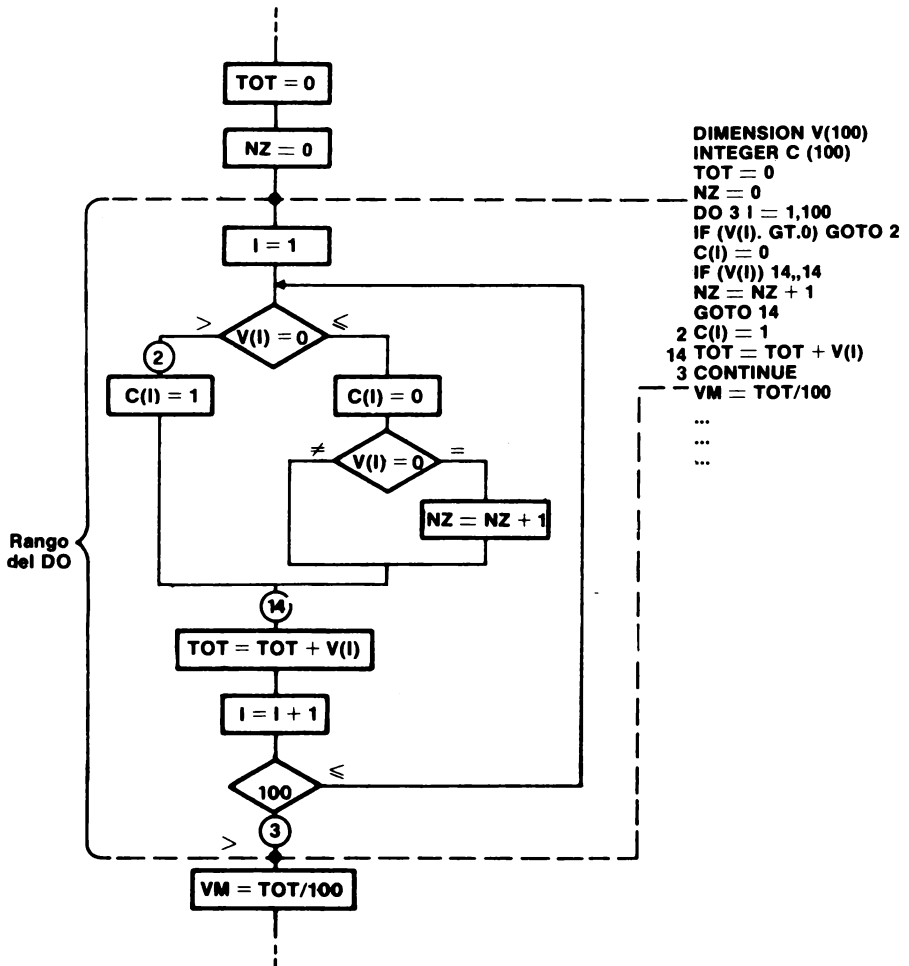 TOT = 0
NZ = 0
I = 1
V(I) = 0
>
⩽
2
C(I) = 1
C(I) = 0
V(I) = 0
≠
=
NZ = NZ + 1
Rango
del DO
14
TOT = TOT + V(I)
I = I + 1
100
⩽
3
>
VM = TOT/100
DIMENSION V(100)
INTEGER C (100)
TOT = 0
NZ = 0
DO 3 I = 1,100
IF (V(I). GT.0) GOTO 2
C(I) = 0
IF (V(I)) 14,,14
NZ = NZ + 1
GOTO 14
2 C(I) = 1
14 TOT = TOT + V(I)
3 CONTINUE
VM = TOT/100
...
...
...